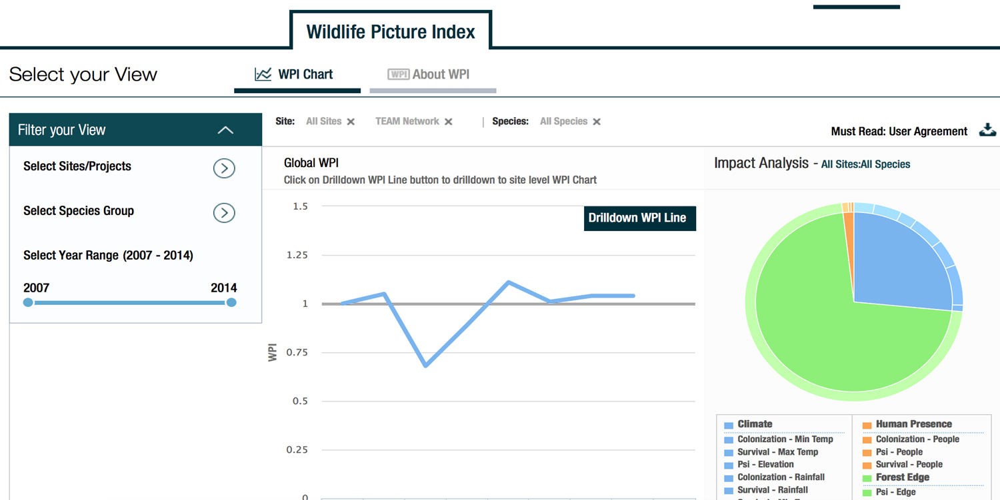 Wildlife Picture Index
Select your View
WPI Chart
WPI About WPI
Filter your View
Site: All Sites TEAM Network | Species: All Species
Must Read: User Agreement
Select Sites/Projects
Select Species Group
Select Year Range (2007 - 2014)
2007 2014
Global WPI
Click on Drilldown WPI Line button to drilldown to site level WPI Chart
Drilldown WPI Line
1.5
1.25
1
0.75
0.5
0.25
0
WPI
Impact Analysis - All Sites:All Species
Climate
Colonization - Min Temp
Survival - Max Temp
Psi - Elevation
Colonization - Rainfall
Survival - Rainfall
Human Presence
Colonization - People
Psi - People
Survival - People
Forest Edge
Psi - Edge